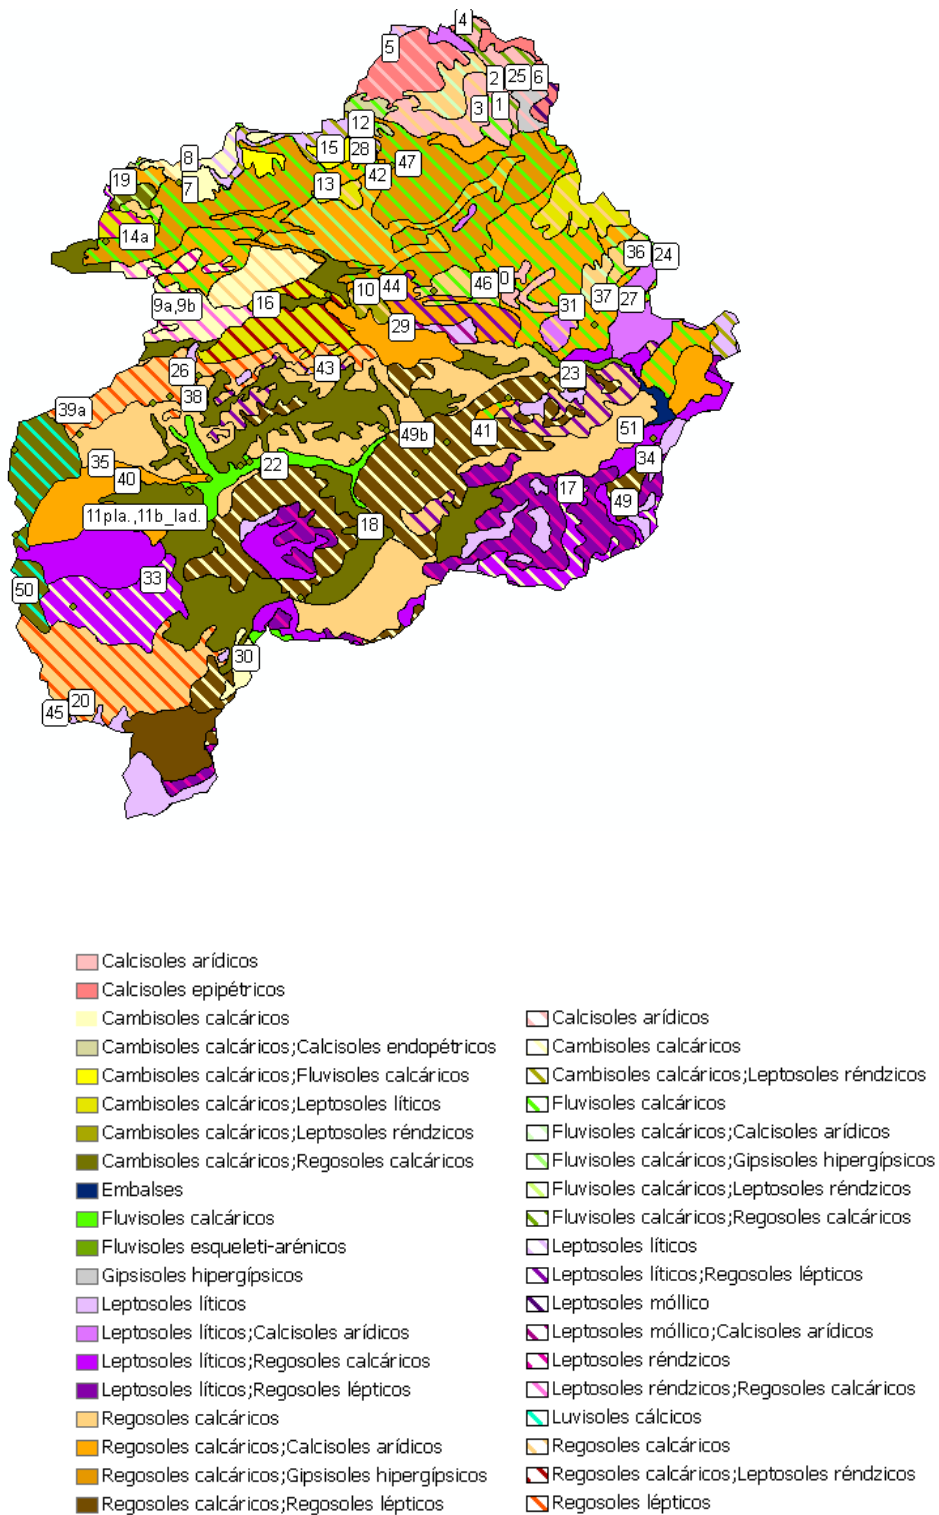 4
5
2
25
6
3
1
12
15
28
47
8
42
19
7
13
14a
36
24
46
0
44
10
9a,9b
16
37
27
31
29
43
26
23
38
39a
49b
41
51
35
22
34
40
17
49
11pla.,11b_lad.
18
33
50
30
20
45
Calcisoles arídicos
Calcisoles epipétricos
Cambisoles calcáricos
Cambisoles calcáricos;Calcisoles endopétricos
Cambisoles calcáricos;Fluvisoles calcáricos
Cambisoles calcáricos;Leptosoles líticos
Cambisoles calcáricos;Leptosoles réndzicos
Cambisoles calcáricos;Regosoles calcáricos
Embalses
Fluvisoles calcáricos
Fluvisoles esqueleti-arénicos
Gipsisoles hipergípsicos
Leptosoles líticos
Leptosoles líticos;Calcisoles arídicos
Leptosoles líticos;Regosoles calcáricos
Leptosoles líticos;Regosoles lépticos
Regosoles calcáricos
Regosoles calcáricos;Calcisoles arídicos
Regosoles calcáricos;Gipsisoles hipergípsicos
Regosoles calcáricos;Regosoles lépticos
Calcisoles arídicos
Cambisoles calcáricos
Cambisoles calcáricos;Leptosoles réndzicos
Fluvisoles calcáricos
Fluvisoles calcáricos;Calcisoles arídicos
Fluvisoles calcáricos;Gipsisoles hipergípsicos
Fluvisoles calcáricos;Leptosoles réndzicos
Fluvisoles calcáricos;Regosoles calcáricos
Leptosoles líticos
Leptosoles líticos;Regosoles lépticos
Leptosoles móllico
Leptosoles móllico;Calcisoles arídicos
Leptosoles réndzicos
Leptosoles réndzicos;Regosoles calcáricos
Luvisoles cálcicos
Regosoles calcáricos
Regosoles calcáricos;Leptosoles réndzicos
Regosoles lépticos